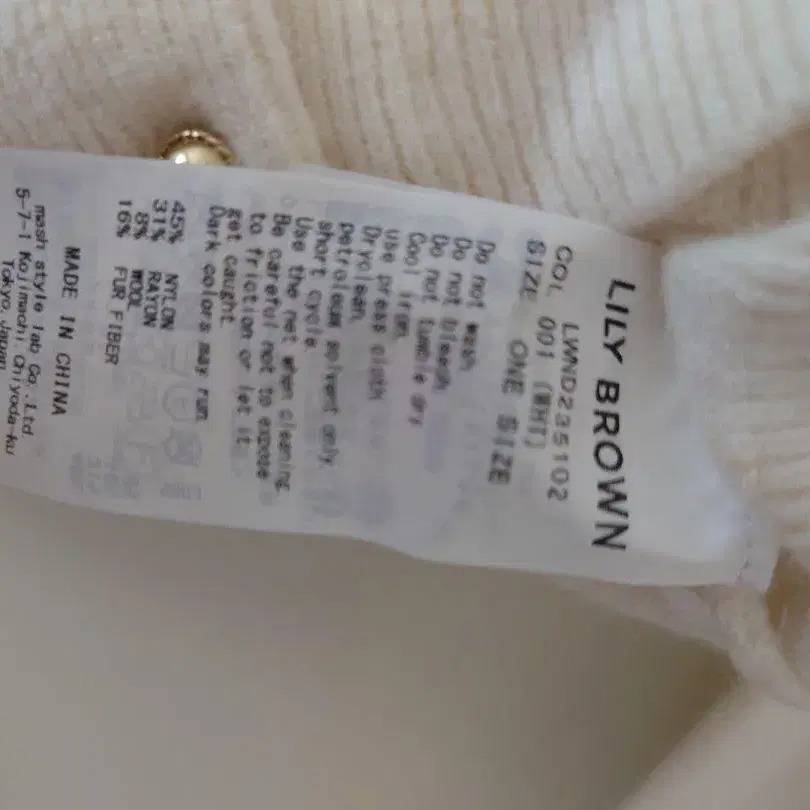 LILY BROWN
LWND235102
COL 001 (WHT)
SIZE ONE SIZE
Do not wash
Do not bleach
Do not tumble dry
Cool iron
Use press cloth
Dryclean
petroleum solvent only
short cycle.
Use the net when cleaning.
Be careful not to expose
to friction or let it
get caught.
Dark colors may run
45% NYLON
31% RAYON
8% WOOL
16% FUR FIBER
MADE IN CHINA
mash style lab Co.,Ltd
5-7-1 Kojimachi, Chiyoda-ku
Tokyo, Japan